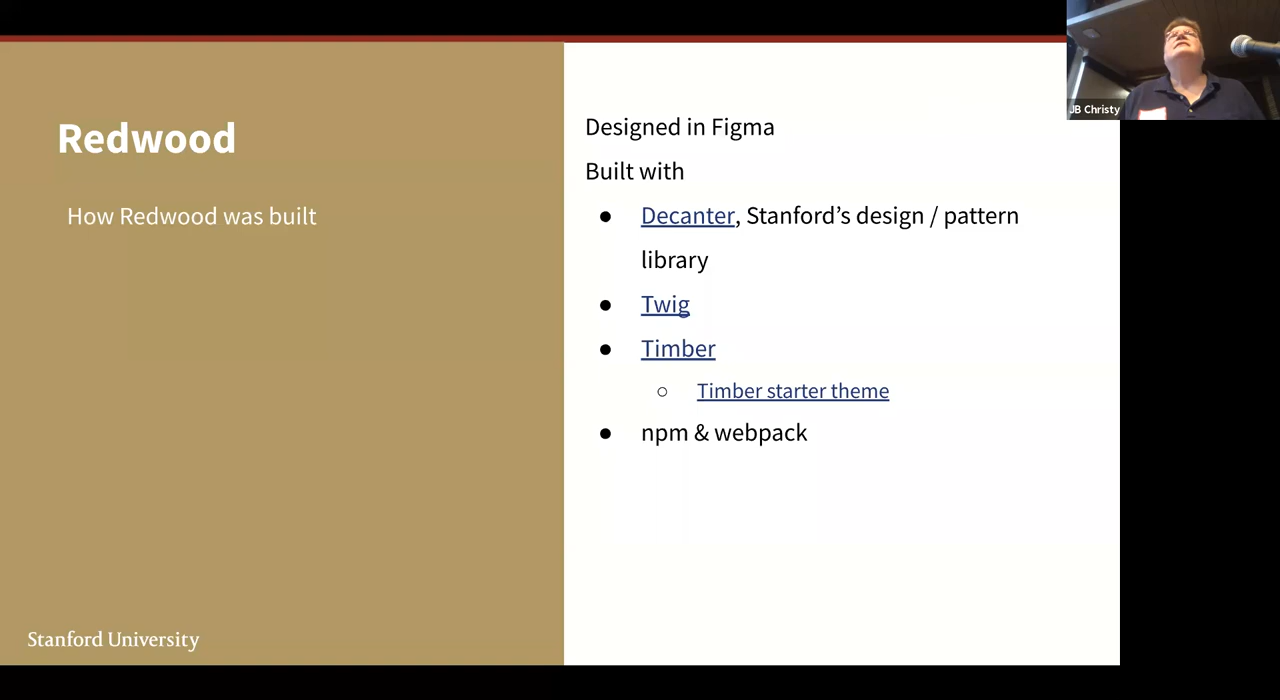 Redwood
How Redwood was built
Designed in Figma
Built with
● Decanter, Stanford’s design / pattern
library
● Twig
● Timber
○ Timber starter theme
● npm & webpack
Stanford University
JB Christy